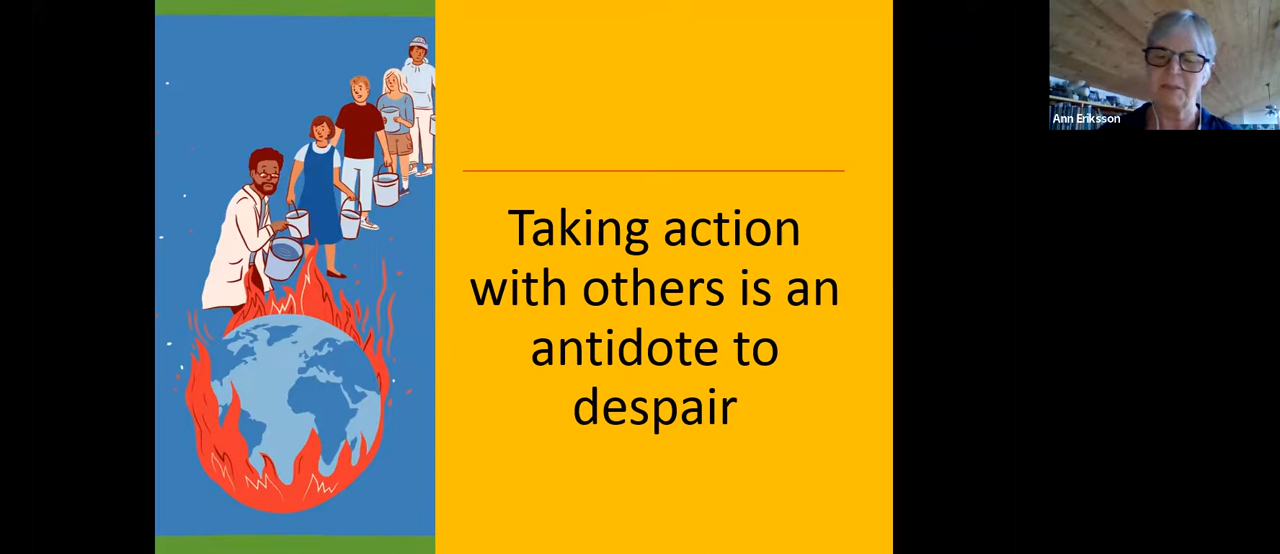 Taking action
with others is an
antidote to
despair
Ann Eriksson